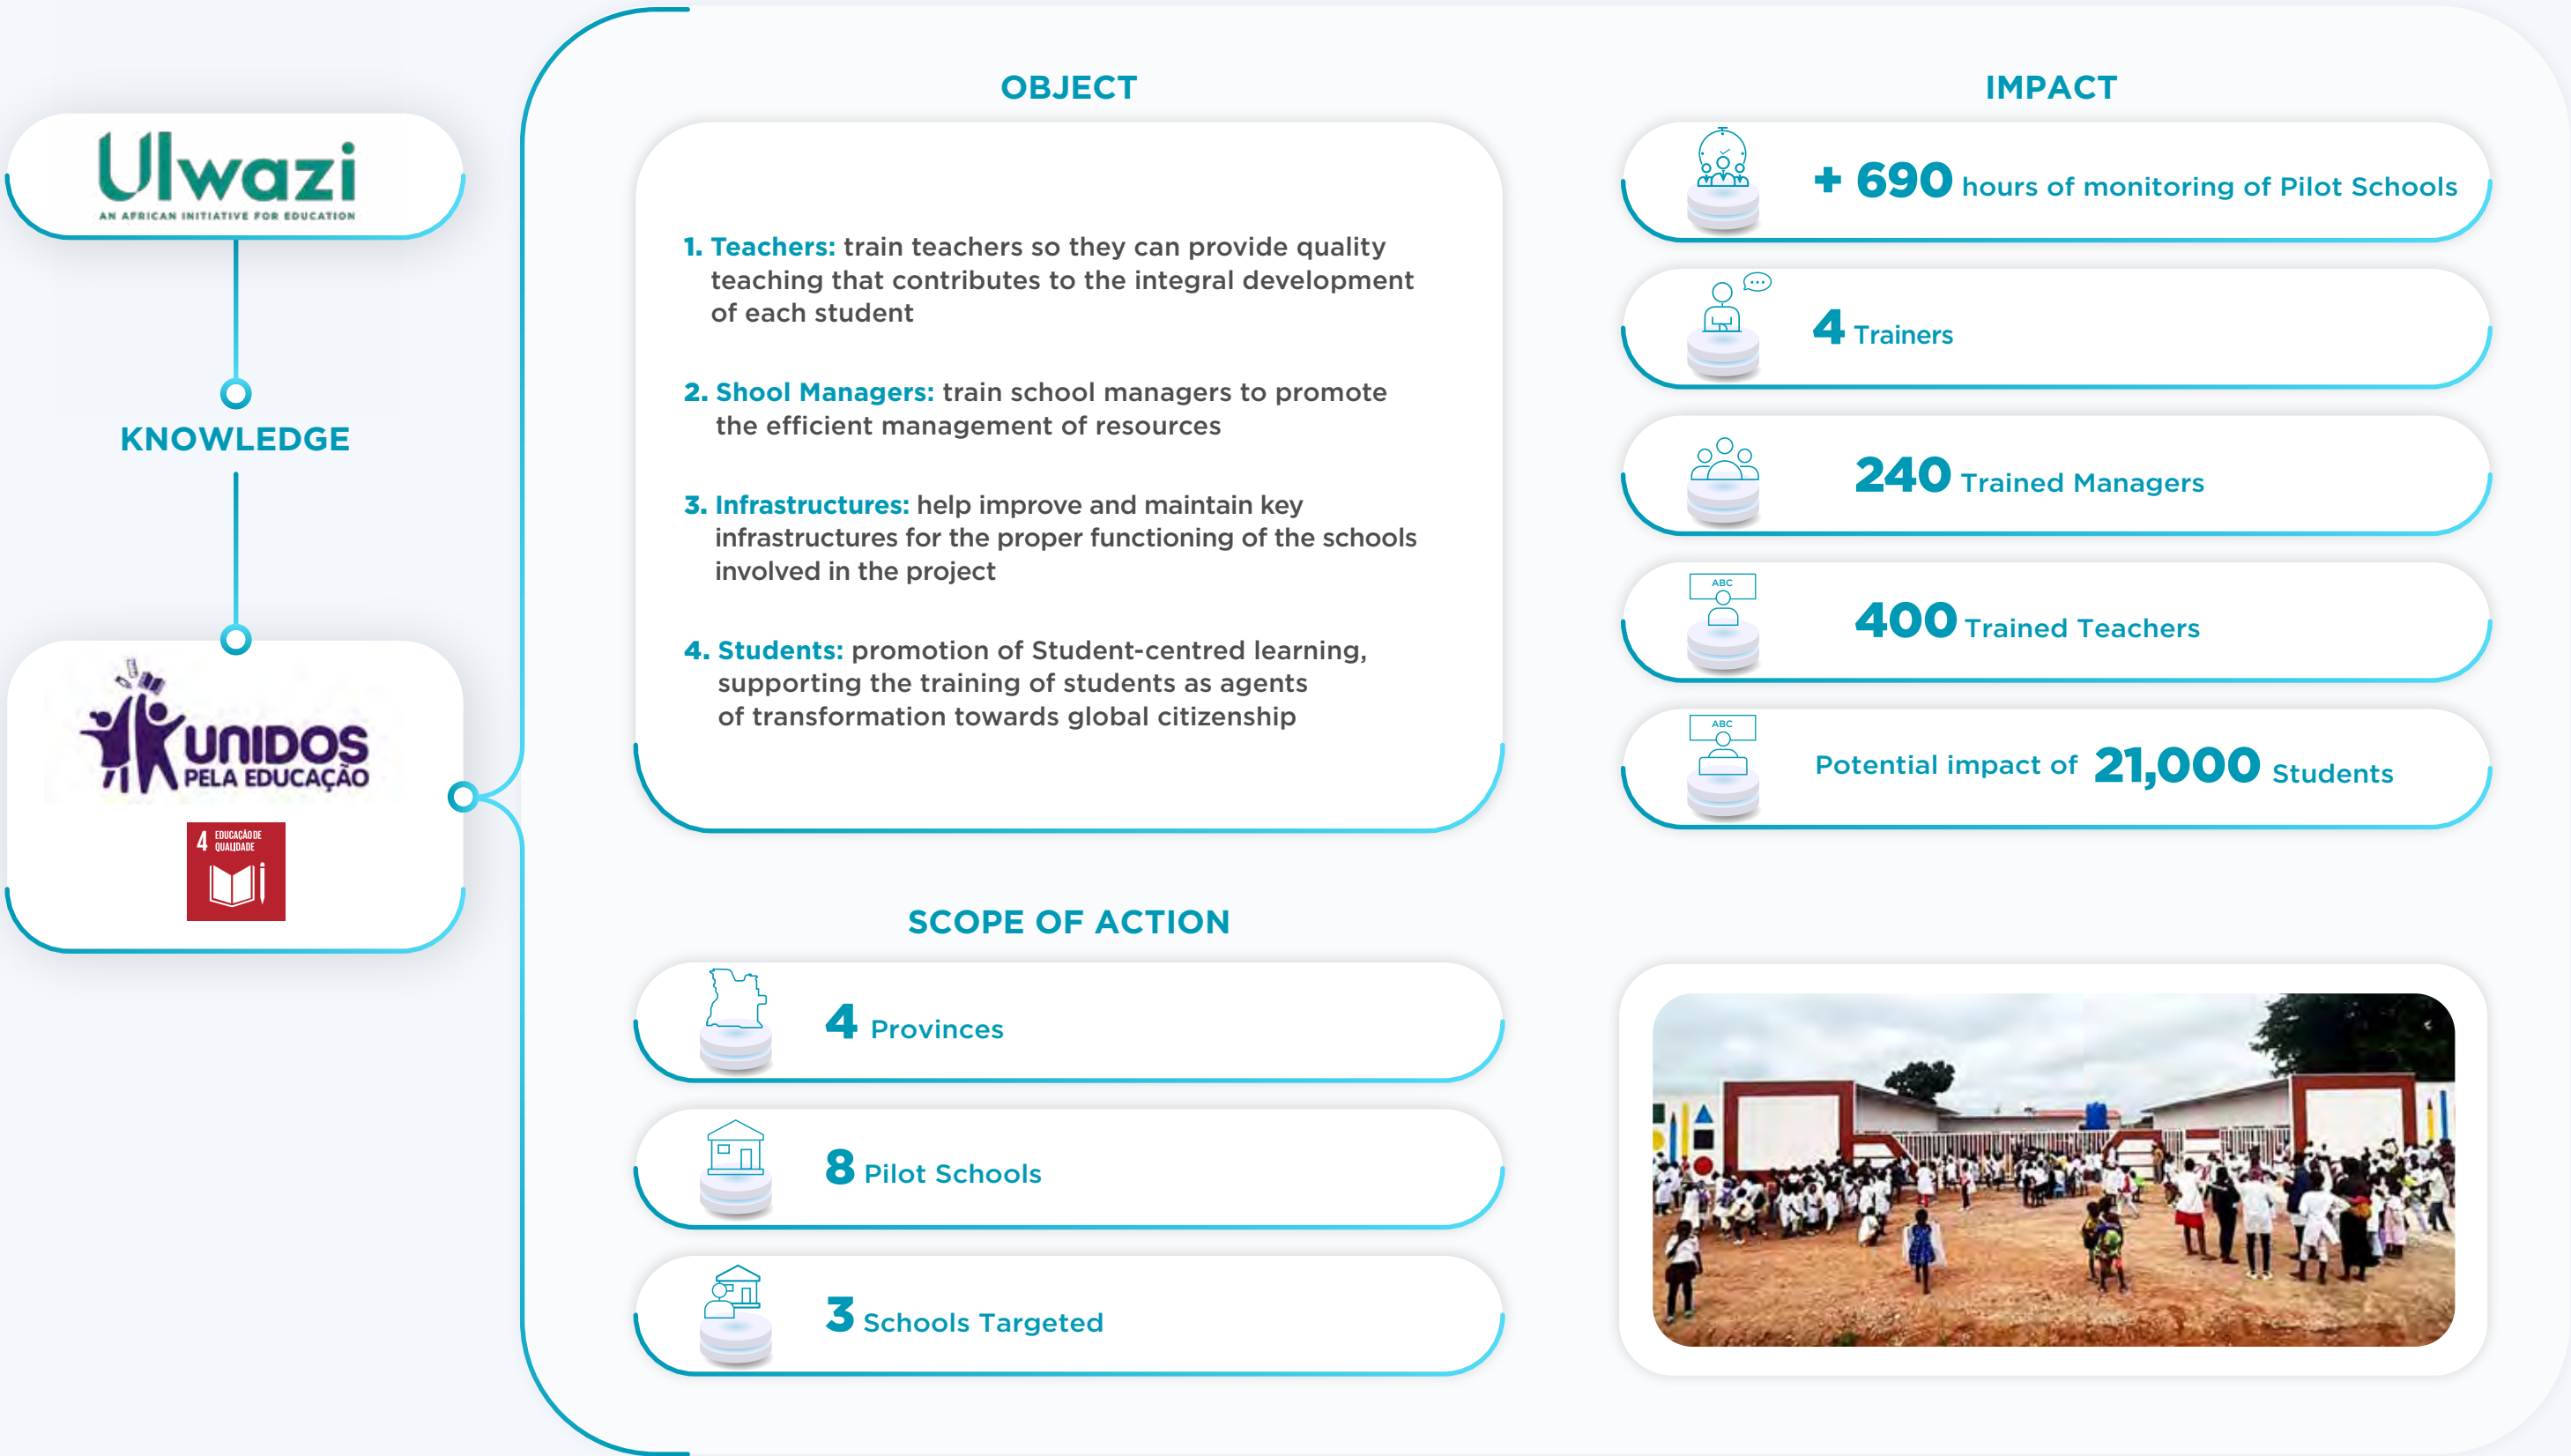 Ulwazi
AN AFRICAN INITIATIVE FOR EDUCATION
KNOWLEDGE
UNIDOS
PELA EDUCAÇÃO
4 EDUCAÇÃO DE
QUALIDADE
OBJECT
1. Teachers: train teachers so they can provide quality
teaching that contributes to the integral development
of each student
2. Shool Managers: train school managers to promote
the efficient management of resources
3. Infrastructures: help improve and maintain key
infrastructures for the proper functioning of the schools
involved in the project
4. Students: promotion of Student-centred learning,
supporting the training of students as agents
of transformation towards global citizenship
SCOPE OF ACTION
4 Provinces
8 Pilot Schools
3 Schools Targeted
IMPACT
+ 690 hours of monitoring of Pilot Schools
4 Trainers
240 Trained Managers
ABC
400 Trained Teachers
ABC
Potential impact of 21,000 Students